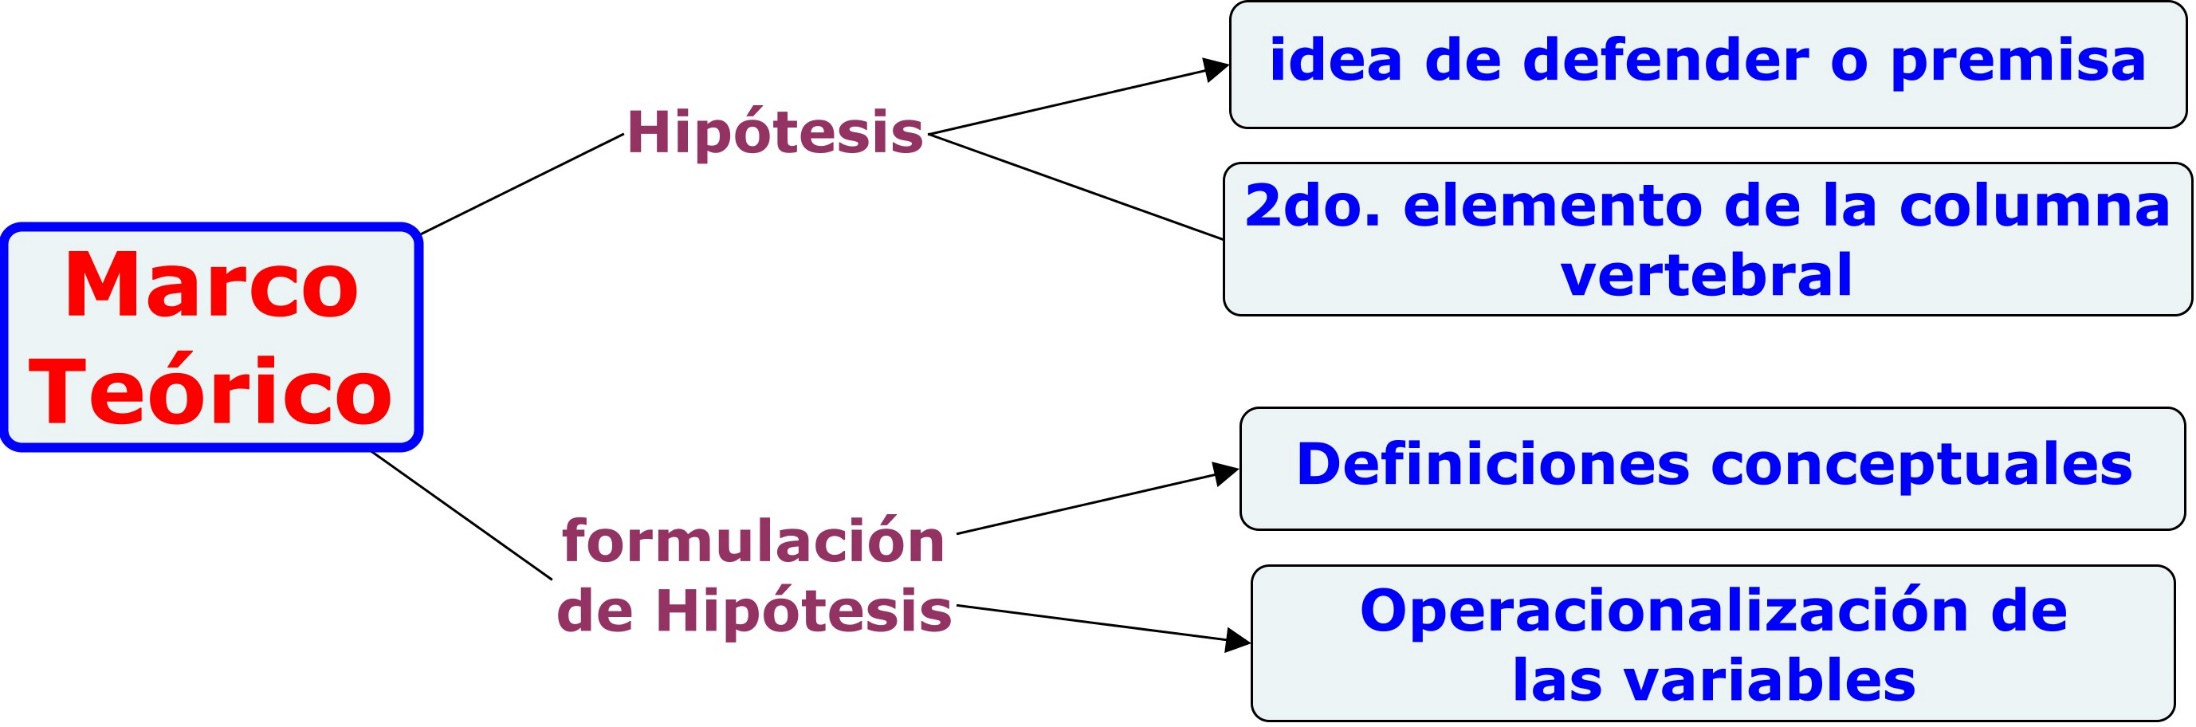 Marco
Teórico
Hipótesis
idea de defender o premisa
2do. elemento de la columna
vertebral
formulación
de Hipótesis
Definiciones conceptuales
Operacionalización de
las variables